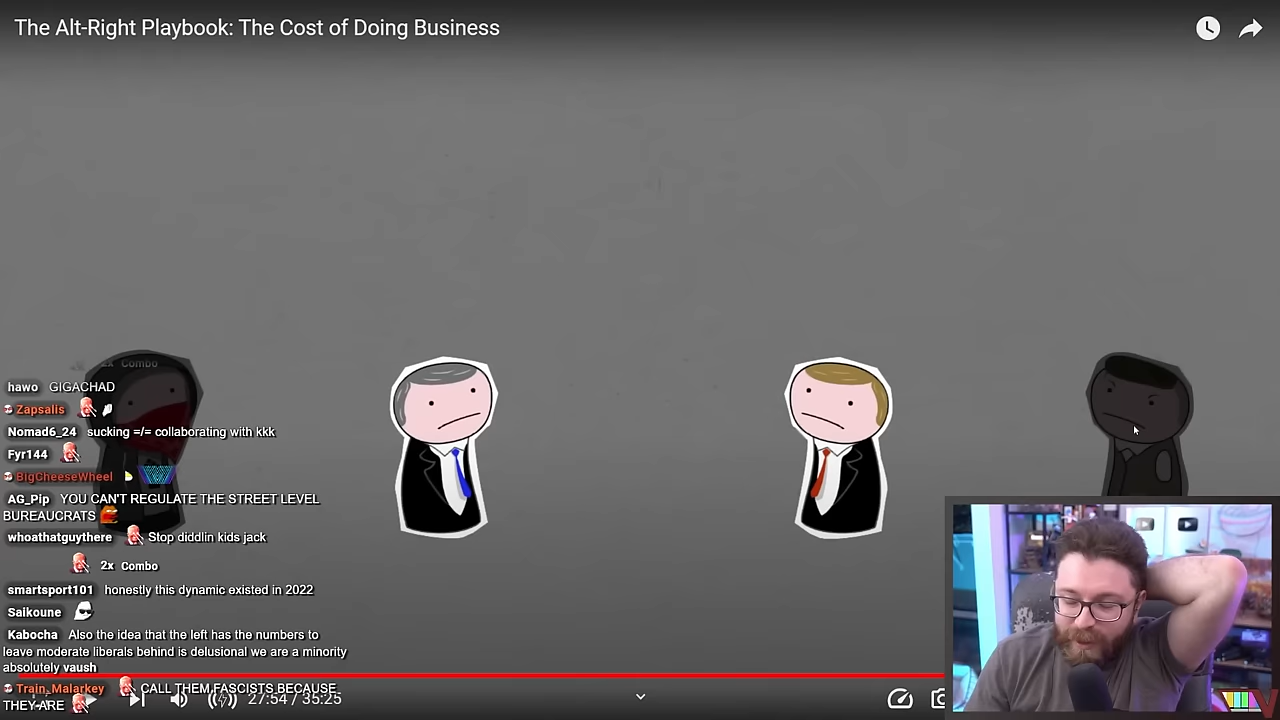 The Alt-Right Playbook: The Cost of Doing Business
2x Combo
hawo GIGACHAD
Zapsalis
Nomad6_24 sucking =/= collaborating with kkk
Fyr144
BigCheeseWheel
AG_Pip YOU CAN'T REGULATE THE STREET LEVEL
BUREAUCRATS
whoathatguythere Stop diddlin kids jack
2x Combo
smartsport101 honestly this dynamic existed in 2022
Saikoune
Kabocha Also the idea that the left has the numbers to
leave moderate liberals behind is delusional we are a minority
absolutely vaush
Train_Malarkey CALL THEM FASCISTS BECAUSE
THEY ARE
27:54 / 35:25